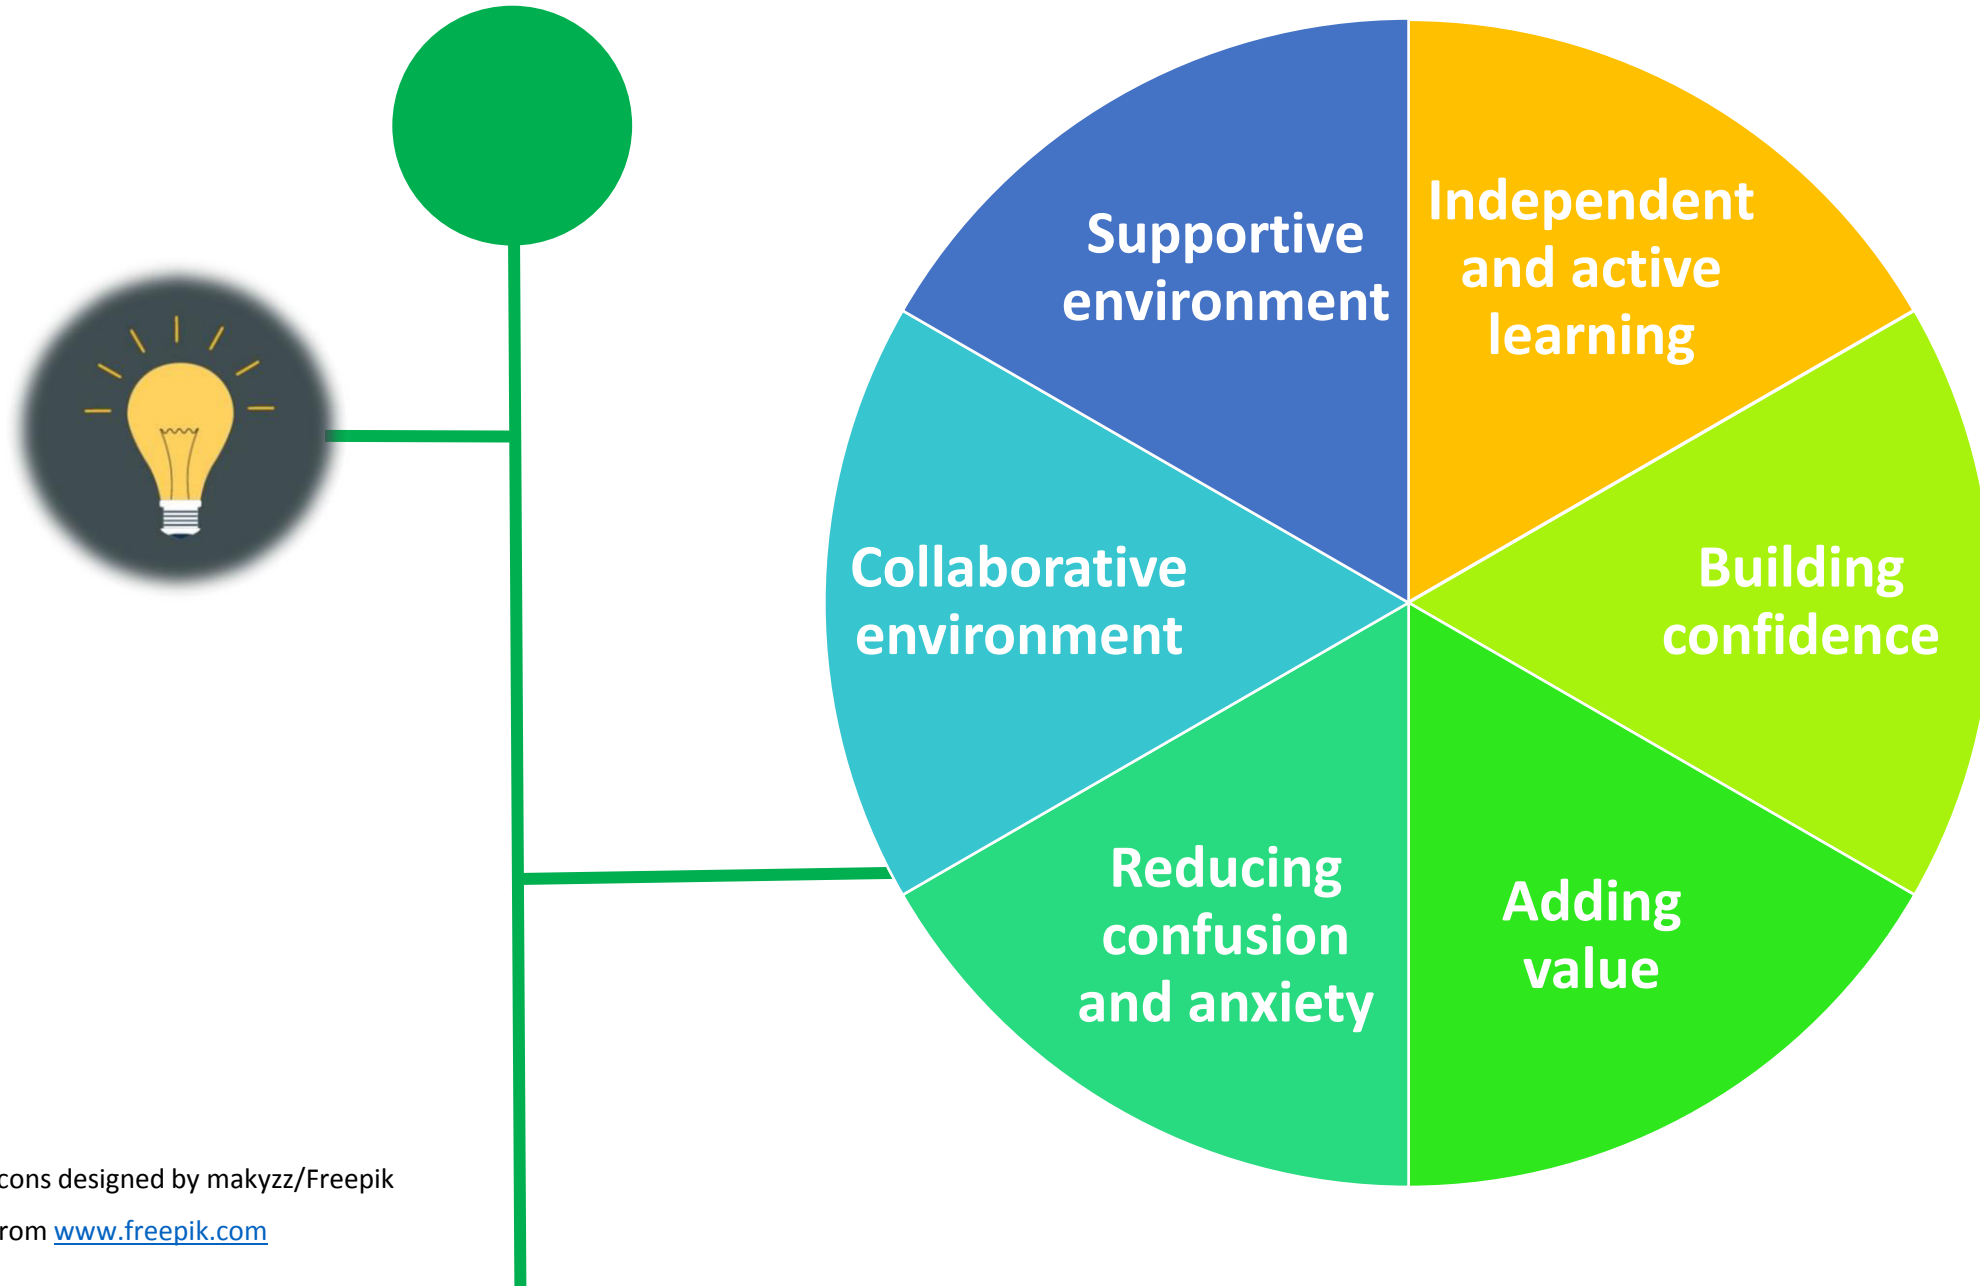 Supportive
environment
Independent
and active
learning
Collaborative
environment
Building
confidence
Reducing
confusion
and anxiety
Adding
value
cons designed by makyzz/Freepik
rom www.freepik.com